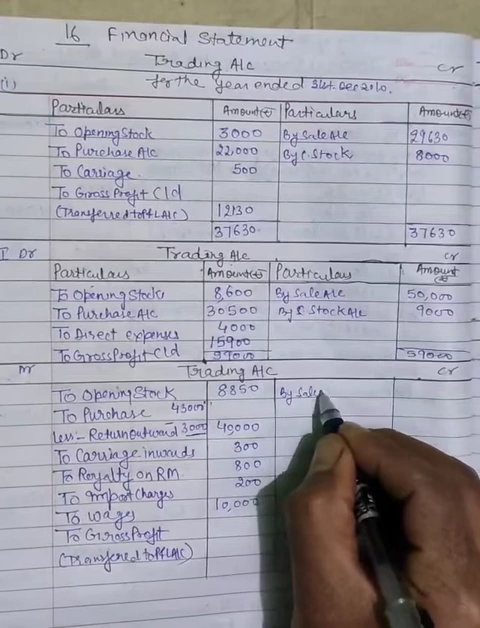 16 Financial Statement
Dr Trading A/c Cr
(i) for the Year ended 31st. Dec 2010.
Particulars Amount(₹) Particulars Amount(₹)
To Opening Stock 3000 By Sale A/c 29630
To Purchase A/c 22,000 By C. Stock 8000
To Carriage 500
To Gross Profit C/d
(Transferred to P&L A/c) 12130
37630 37630
Dr Trading A/c Cr
Particulars Amount(₹) Particulars Amount(₹)
To Opening Stock 8,600 By Sale A/c 50,000
To Purchase A/c 30500 By C Stock A/c 9000
To Direct expenses 4000
To Gross Profit C/d 15900
59000 59000
Trading A/c Cr
To Opening Stock 8850 By Sale
To Purchase 43000
Less - Return outward 3000 40000
To Carriage inwards 300
To Royalty on RM. 800
To Import Charges 200
To Wages 10,000
To Gross Profit
(Transferred to P&L A/c)